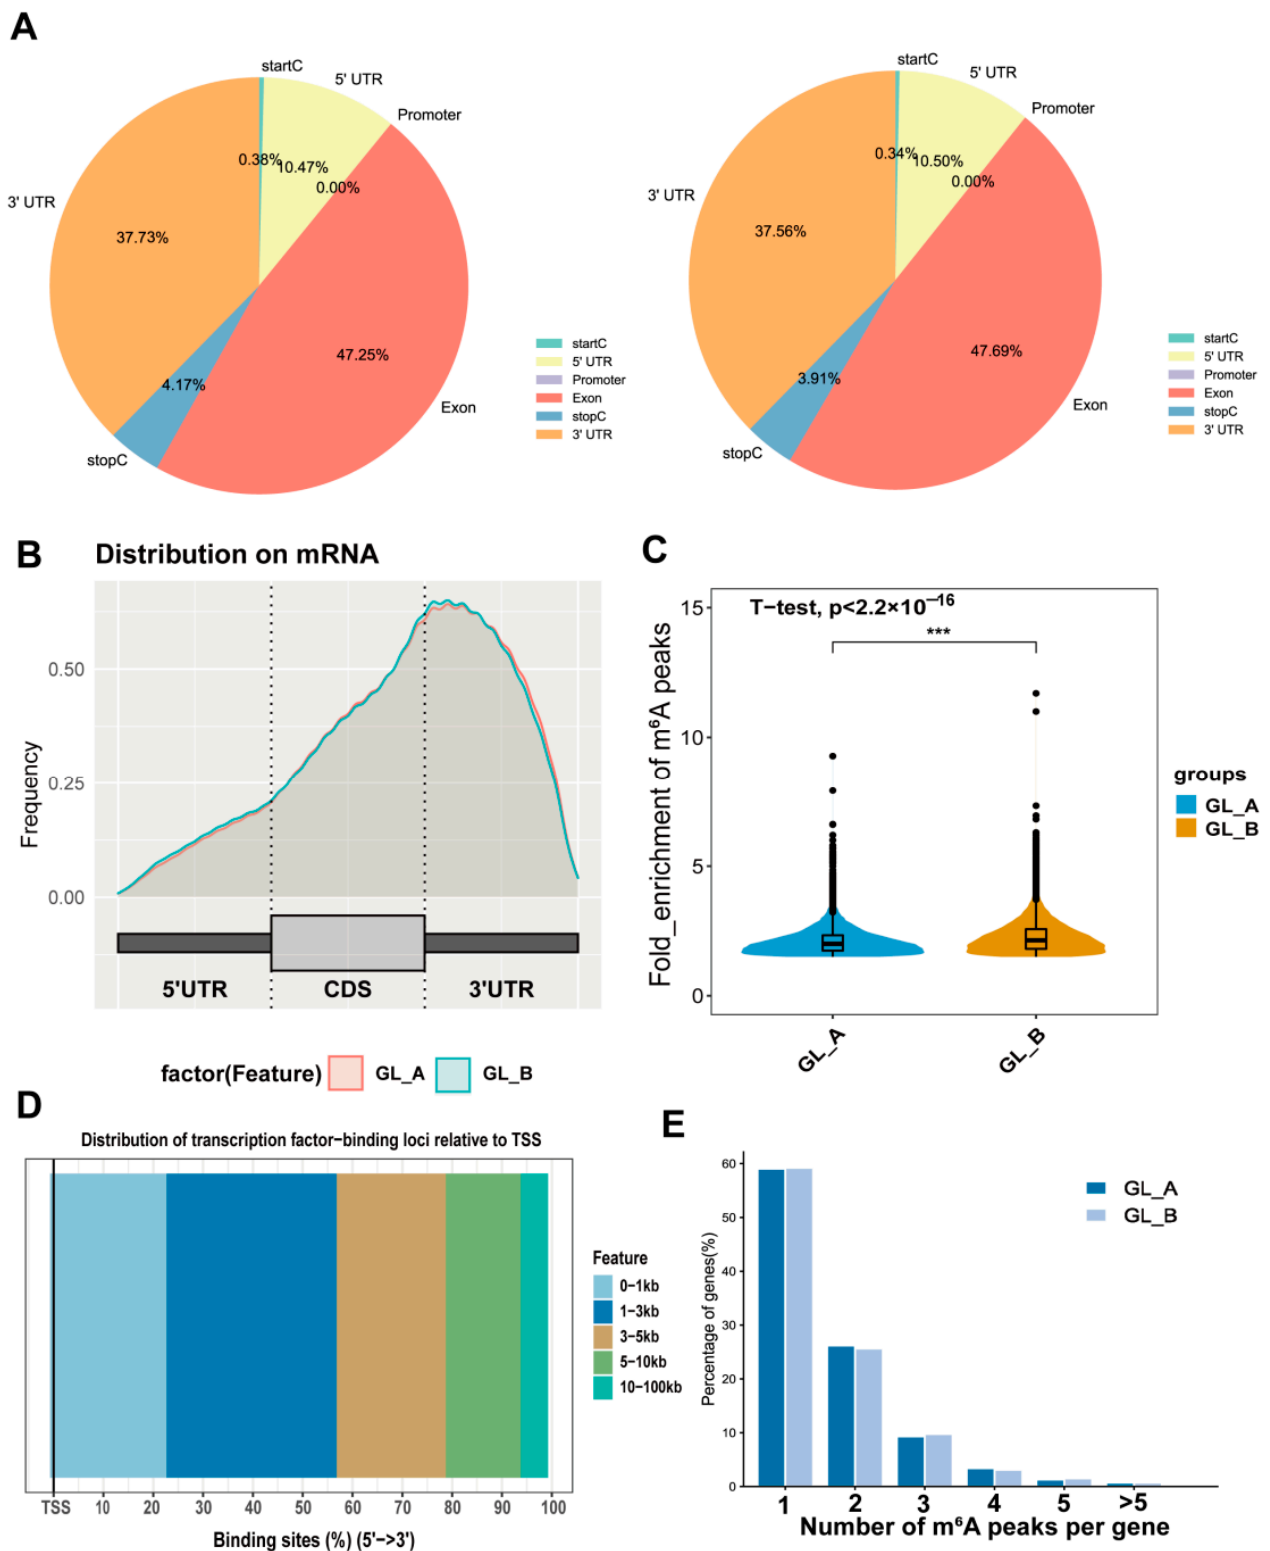 A
startC
5' UTR
Promoter
0.38%
10.47%
0.00%
3' UTR
37.73%
47.25%
4.17%
Exon
stopC
startC
5' UTR
Promoter
Exon
stopC
3' UTR
startC
5' UTR
Promoter
0.34%
10.50%
0.00%
3' UTR
37.56%
47.69%
3.91%
Exon
stopC
startC
5' UTR
Promoter
Exon
stopC
3' UTR
B
Distribution on mRNA
Frequency
0.50
0.25
0.00
5'UTR CDS 3'UTR
factor(Feature) GL_A GL_B
C
T-test, p<2.2×10⁻¹⁶
***
Fold_enrichment of m⁶A peaks
15
10
5
0
GL_A GL_B
groups
GL_A
GL_B
D
Distribution of transcription factor-binding loci relative to TSS
TSS 10 20 30 40 50 60 70 80 90 100
Binding sites (%) (5'->3')
Feature
0-1kb
1-3kb
3-5kb
5-10kb
10-100kb
E
Percentage of genes(%)
60
50
40
30
20
10
0
GL_A
GL_B
1 2 3 4 5 >5
Number of m⁶A peaks per gene